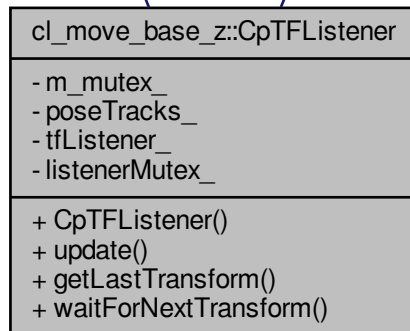 cl_move_base_z::CpTFListener
- m_mutex_
- poseTracks_
- tfListener_
- listenerMutex_
+ CpTFListener()
+ update()
+ getLastTransform()
+ waitForNextTransform()